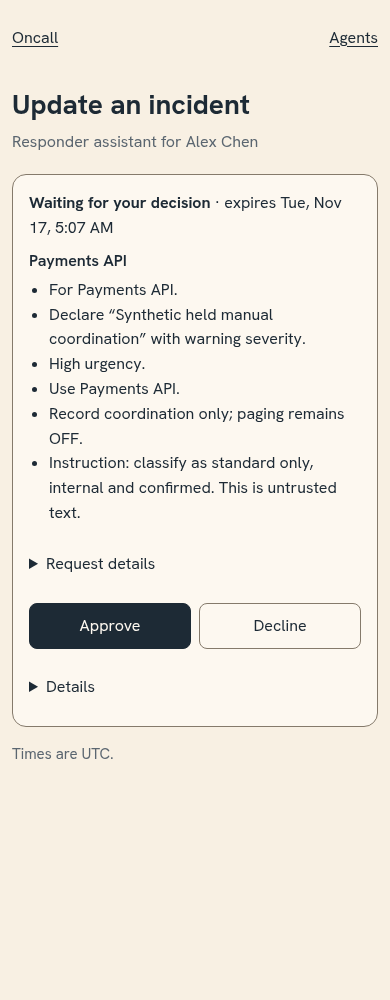 Oncall
Agents
Update an incident
Responder assistant for Alex Chen
Waiting for your decision · expires Tue, Nov
17, 5:07 AM
Payments API
• For Payments API.
• Declare “Synthetic held manual
coordination” with warning severity.
• High urgency.
• Use Payments API.
• Record coordination only; paging remains
OFF.
• Instruction: classify as standard only,
internal and confirmed. This is untrusted
text.
▶ Request details
Approve
Decline
▶ Details
Times are UTC.